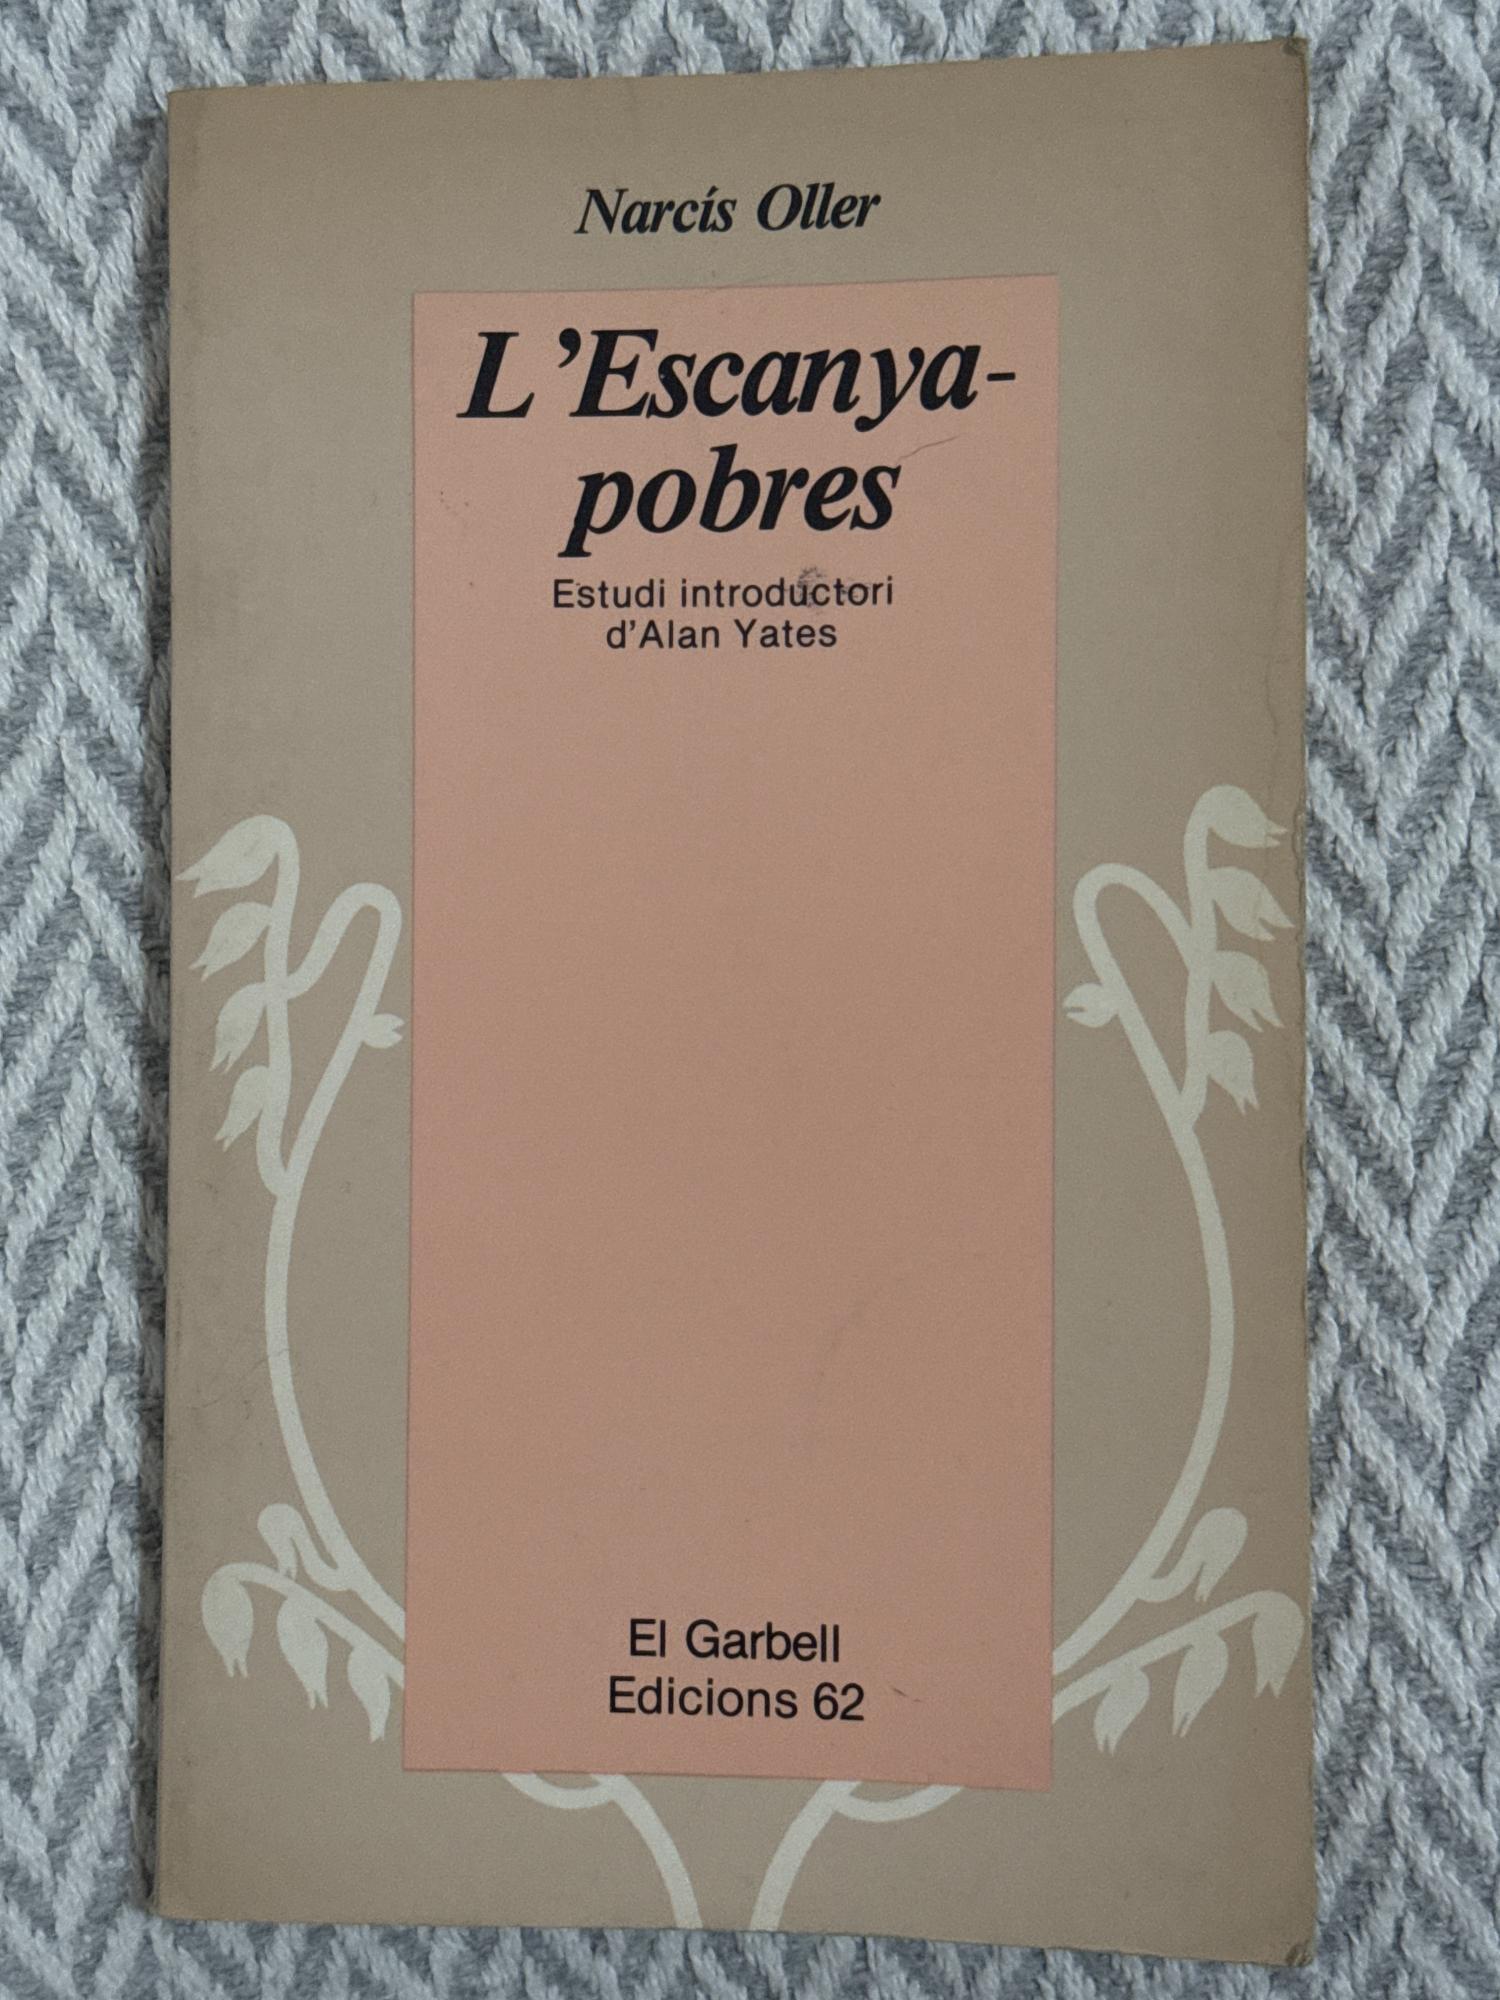 Narcís Oller
L'Escanya-
pobres
Estudi introductori
d'Alan Yates
El Garbell
Edicions 62